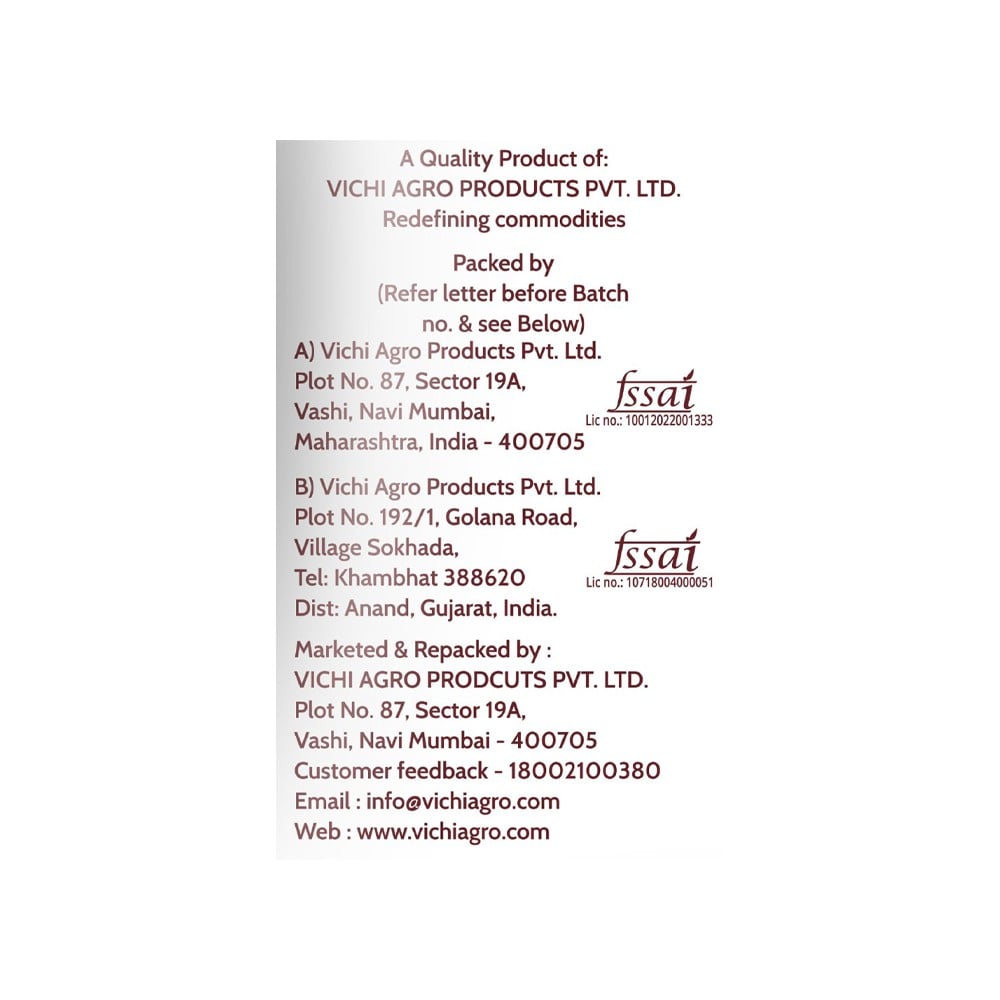 A Quality Product of:
VICHI AGRO PRODUCTS PVT. LTD.
Redefining commodities
Packed by
(Refer letter before Batch
no. & see Below)
A) Vichi Agro Products Pvt. Ltd.
Plot No. 87, Sector 19A,
Vashi, Navi Mumbai,
Maharashtra, India - 400705
fssai
Lic no.: 10012022001333
B) Vichi Agro Products Pvt. Ltd.
Plot No. 192/1, Golana Road,
Village Sokhada,
Tel: Khambhat 388620
Dist: Anand, Gujarat, India.
fssai
Lic no.: 10718004000051
Marketed & Repacked by :
VICHI AGRO PRODCUTS PVT. LTD.
Plot No. 87, Sector 19A,
Vashi, Navi Mumbai - 400705
Customer feedback - 18002100380
Email : info@vichiagro.com
Web : www.vichiagro.com